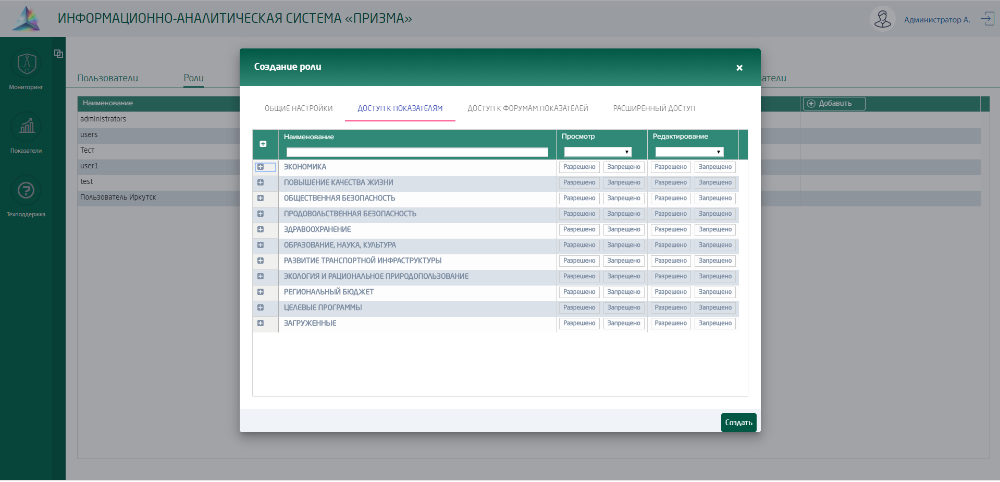 ИНФОРМАЦИОННО-АНАЛИТИЧЕСКАЯ СИСТЕМА «ПРИЗМА»
Администратор А.
Мониторинг
Показатели
Техподдержка
Пользователи Роли
затели
Наименование
Добавить
administrators
users
Тест
user1
test
Пользователь Иркутск
Создание роли
ОБЩИЕ НАСТРОЙКИ ДОСТУП К ПОКАЗАТЕЛЯМ ДОСТУП К ФОРУМАМ ПОКАЗАТЕЛЕЙ РАСШИРЕННЫЙ ДОСТУП
Наименование Просмотр Редактирование
ЭКОНОМИКА Разрешено Запрещено Разрешено Запрещено
ПОВЫШЕНИЕ КАЧЕСТВА ЖИЗНИ Разрешено Запрещено Разрешено Запрещено
ОБЩЕСТВЕННАЯ БЕЗОПАСНОСТЬ Разрешено Запрещено Разрешено Запрещено
ПРОДОВОЛЬСТВЕННАЯ БЕЗОПАСНОСТЬ Разрешено Запрещено Разрешено Запрещено
ЗДРАВООХРАНЕНИЕ Разрешено Запрещено Разрешено Запрещено
ОБРАЗОВАНИЕ, НАУКА, КУЛЬТУРА Разрешено Запрещено Разрешено Запрещено
РАЗВИТИЕ ТРАНСПОРТНОЙ ИНФРАСТРУКТУРЫ Разрешено Запрещено Разрешено Запрещено
ЭКОЛОГИЯ И РАЦИОНАЛЬНОЕ ПРИРОДОПОЛЬЗОВАНИЕ Разрешено Запрещено Разрешено Запрещено
РЕГИОНАЛЬНЫЙ БЮДЖЕТ Разрешено Запрещено Разрешено Запрещено
ЦЕЛЕВЫЕ ПРОГРАММЫ Разрешено Запрещено Разрешено Запрещено
ЗАГРУЖЕННЫЕ Разрешено Запрещено Разрешено Запрещено
Создать